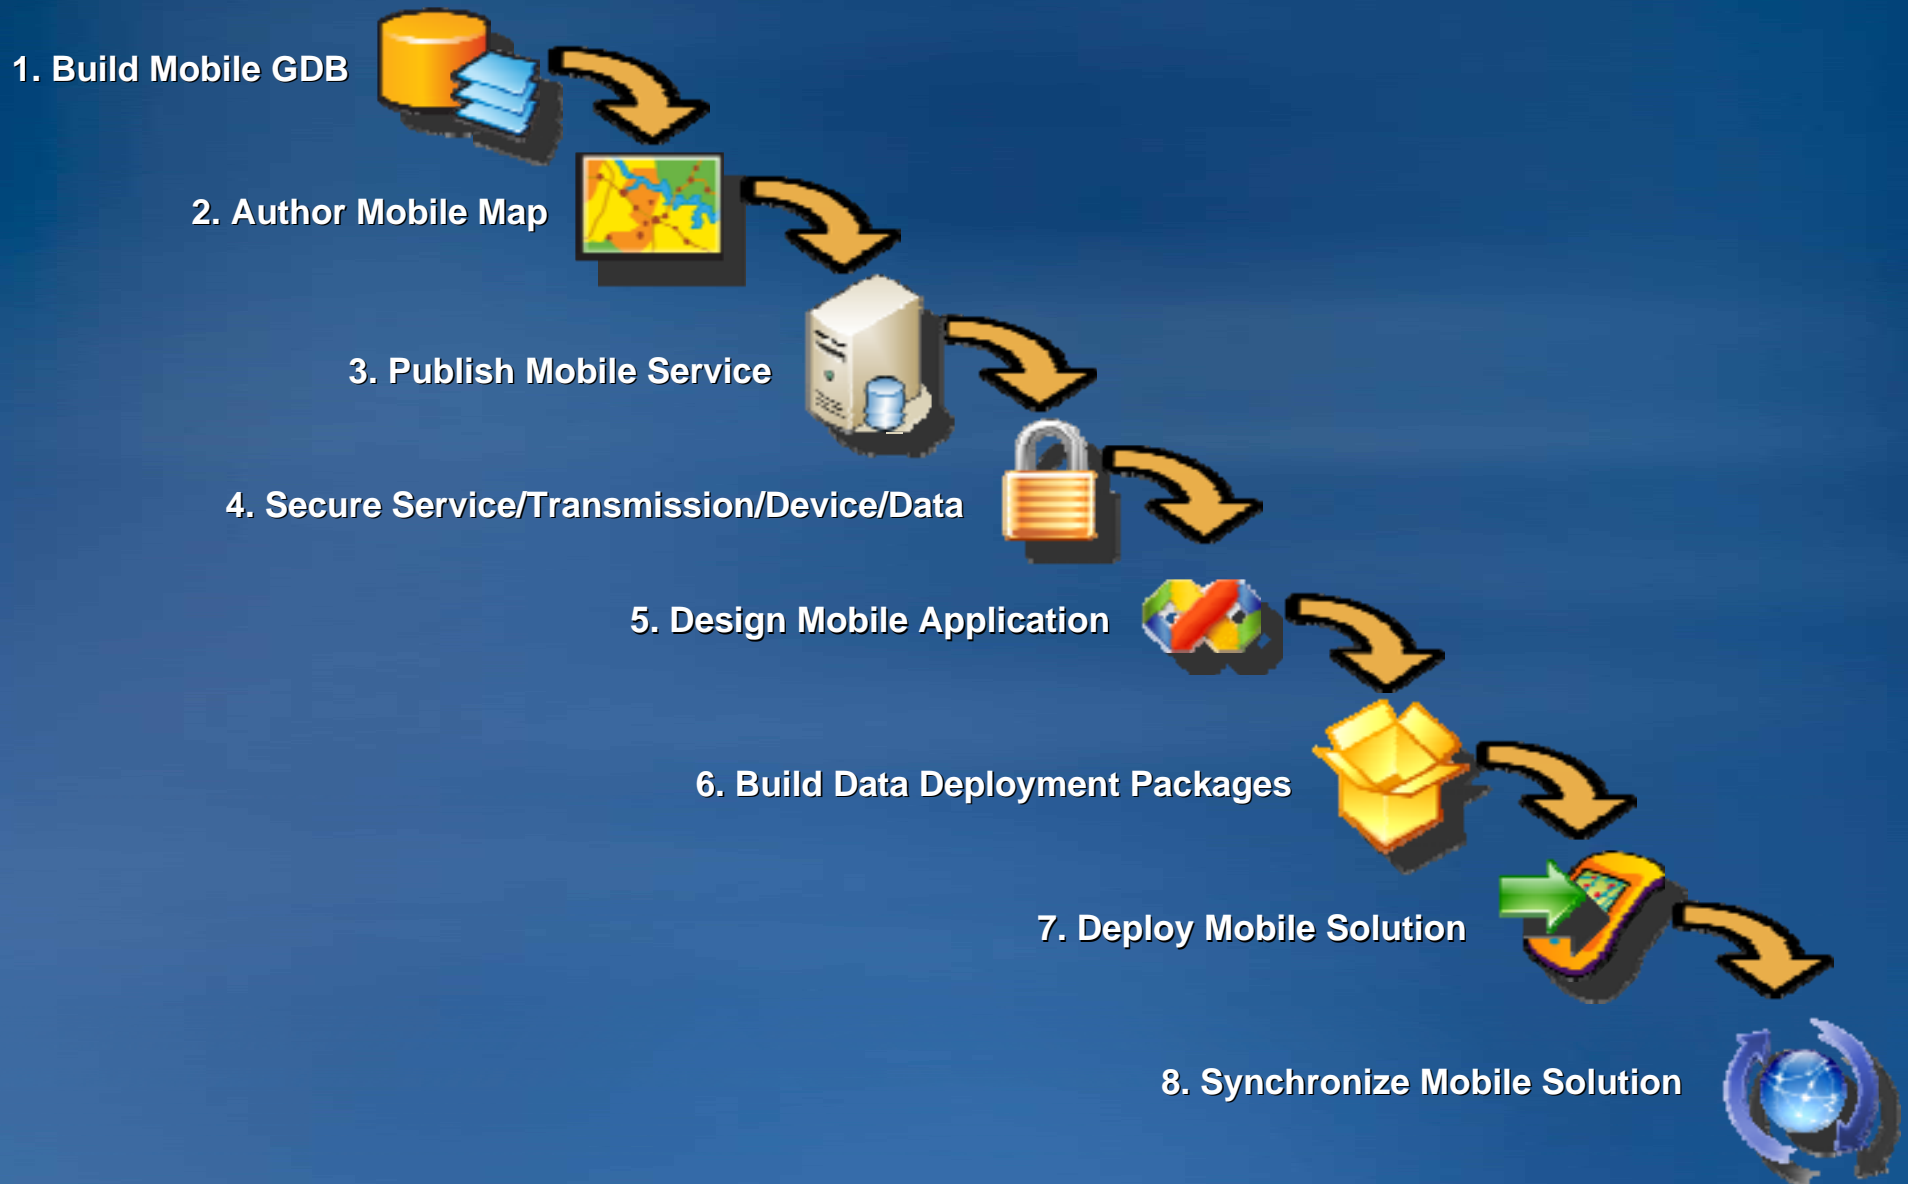 1. Build Mobile GDB
2. Author Mobile Map
3. Publish Mobile Service
4. Secure Service/Transmission/Device/Data
5. Design Mobile Application
6. Build Data Deployment Packages
7. Deploy Mobile Solution
8. Synchronize Mobile Solution